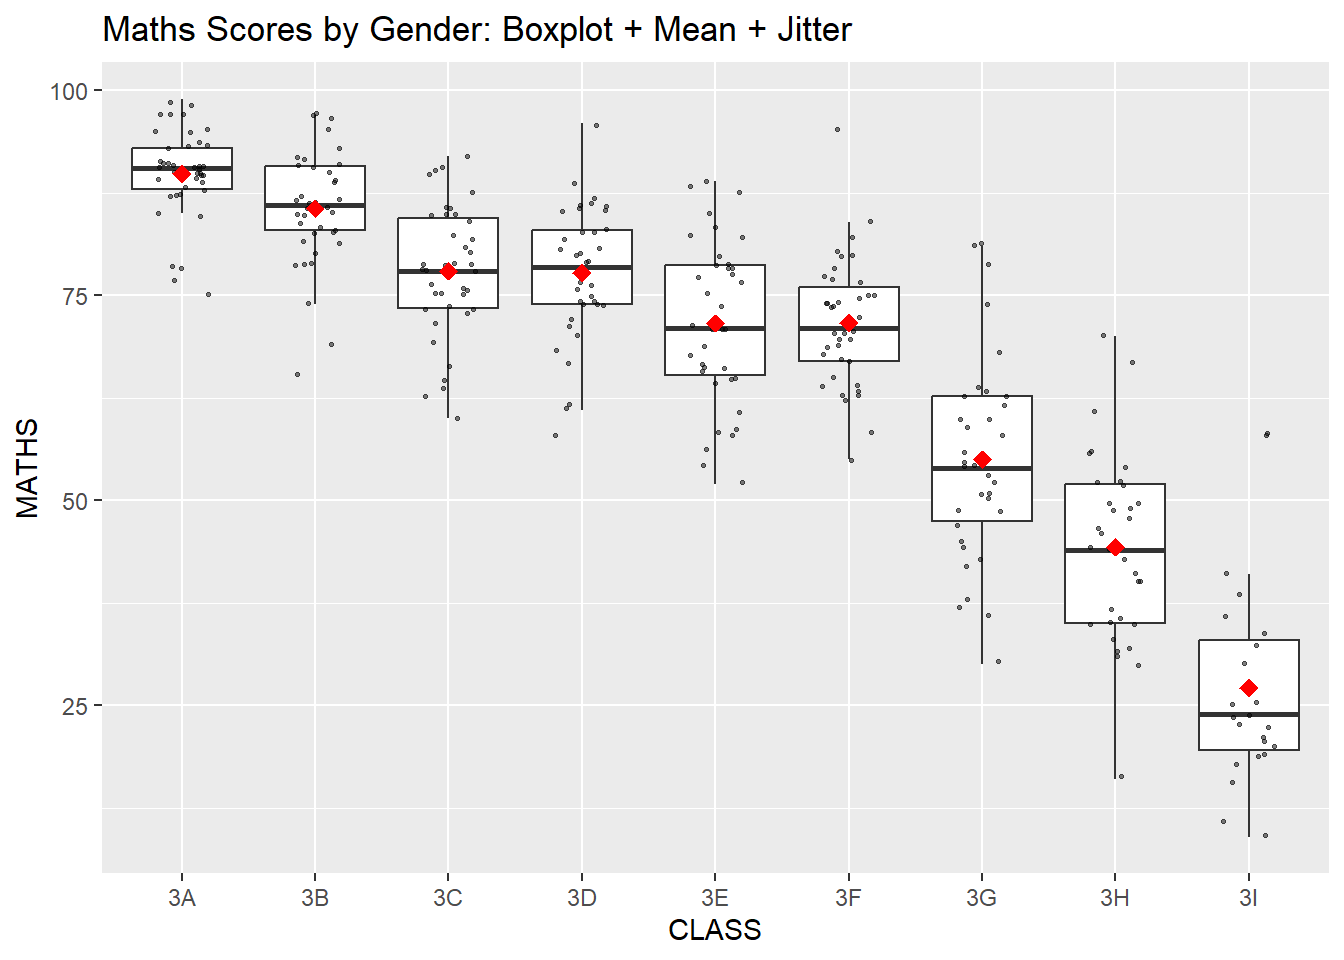 Maths Scores by Gender: Boxplot + Mean + Jitter
100
75
50
25
MATHS
3A 3B 3C 3D 3E 3F 3G 3H 3I
CLASS